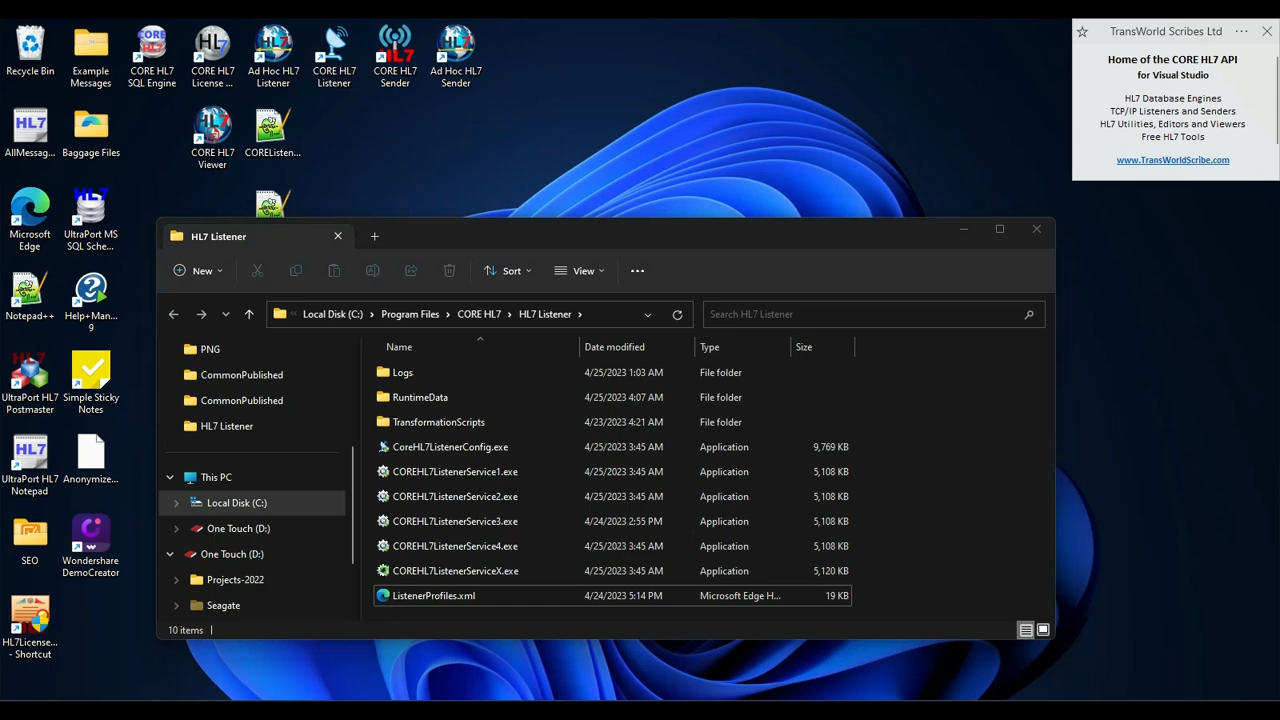 Recycle Bin
Example
Messages
CORE HL7
SQL Engine
CORE HL7
License ...
Ad Hoc HL7
Listener
CORE HL7
Listener
CORE HL7
Sender
Ad Hoc HL7
Sender
AllMessag...
Baggage Files
CORE HL7
Viewer
COREListen...
Microsoft
Edge
UltraPort MS
SQL Sche...
Notepad++
Help+Man...
9
UltraPort HL7
Postmaster
Simple Sticky
Notes
UltraPort HL7
Notepad
Anonymize...
SEO
Wondershare
DemoCreator
HL7License...
- Shortcut
TransWorld Scribes Ltd
Home of the CORE HL7 API
for Visual Studio
HL7 Database Engines
TCP/IP Listeners and Senders
HL7 Utilities, Editors and Viewers
Free HL7 Tools
www.TransWorldScribe.com
HL7 Listener
New
Sort
View
Local Disk (C:) > Program Files > CORE HL7 > HL7 Listener >
Search HL7 Listener
PNG
CommonPublished
CommonPublished
HL7 Listener
This PC
Local Disk (C:)
One Touch (D:)
One Touch (D:)
Projects-2022
Seagate
Name Date modified Type Size
Logs 4/25/2023 1:03 AM File folder
RuntimeData 4/25/2023 4:07 AM File folder
TransformationScripts 4/23/2023 4:21 AM File folder
CoreHL7ListenerConfig.exe 4/25/2023 3:45 AM Application 9,769 KB
COREHL7ListenerService1.exe 4/25/2023 3:45 AM Application 5,108 KB
COREHL7ListenerService2.exe 4/25/2023 3:45 AM Application 5,108 KB
COREHL7ListenerService3.exe 4/24/2023 2:55 PM Application 5,108 KB
COREHL7ListenerService4.exe 4/25/2023 3:45 AM Application 5,108 KB
COREHL7ListenerServiceX.exe 4/25/2023 3:45 AM Application 5,120 KB
ListenerProfiles.xml 4/24/2023 5:14 PM Microsoft Edge H... 19 KB
10 items